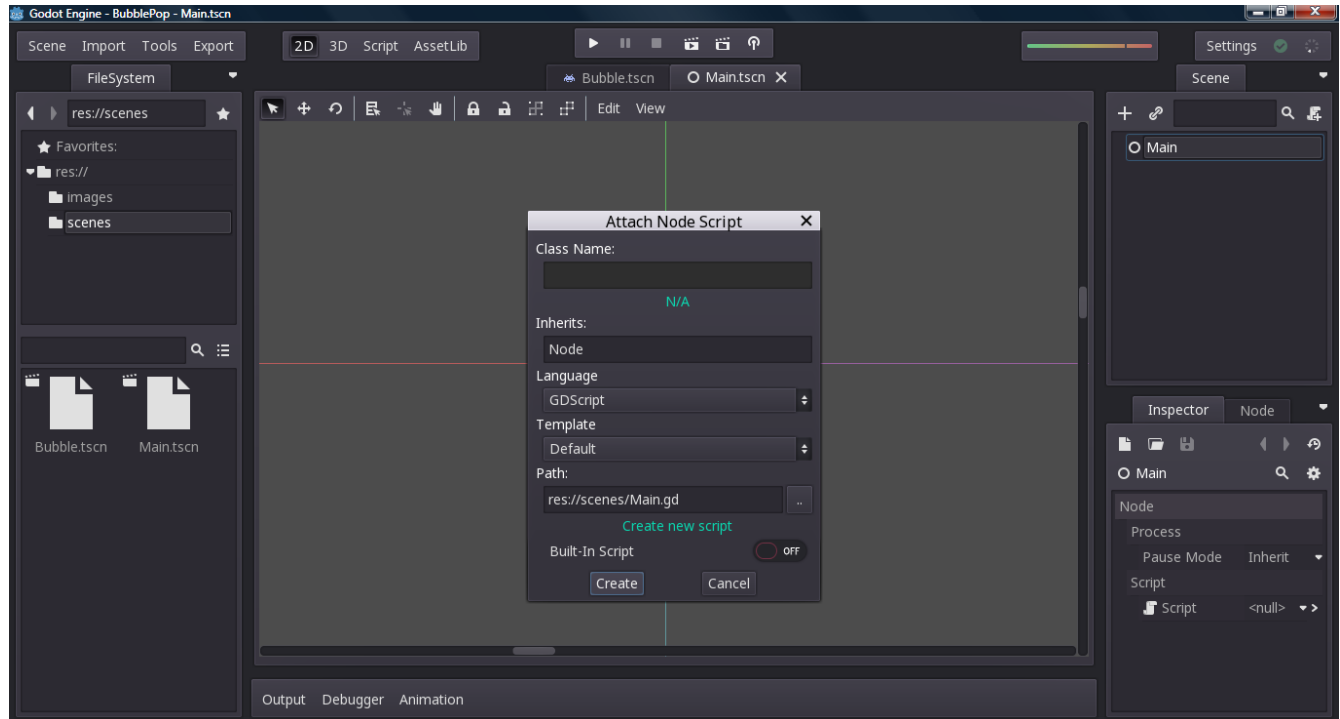 Godot Engine - BubblePop - Main.tscn
Scene Import Tools Export
2D 3D Script AssetLib
Settings
FileSystem
Bubble.tscn
Main.tscn
Scene
res://scenes
Edit View
Favorites:
res://
images
scenes
Main
Attach Node Script
Class Name:
N/A
Inherits:
Node
Language
GDScript
Template
Default
Path:
res://scenes/Main.gd
..
Create new script
Built-In Script
OFF
Create
Cancel
Bubble.tscn
Main.tscn
Inspector
Node
Main
Node
Process
Pause Mode Inherit
Script
Script <null>
Output Debugger Animation